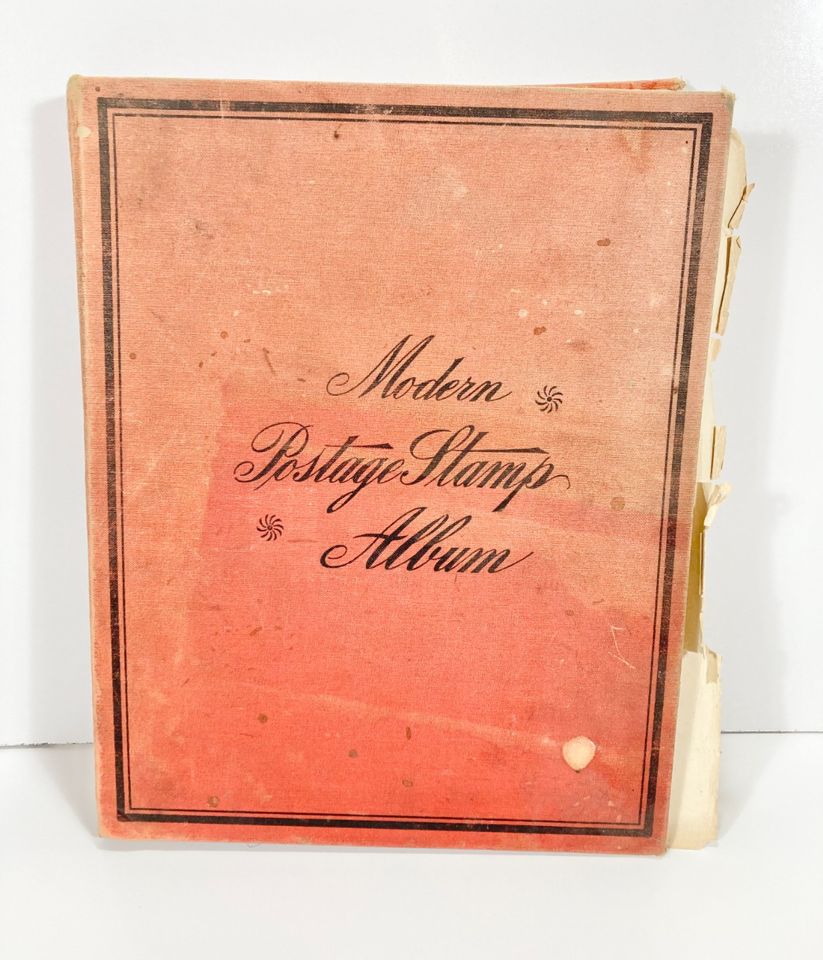 Modern
Postage Stamp
Album